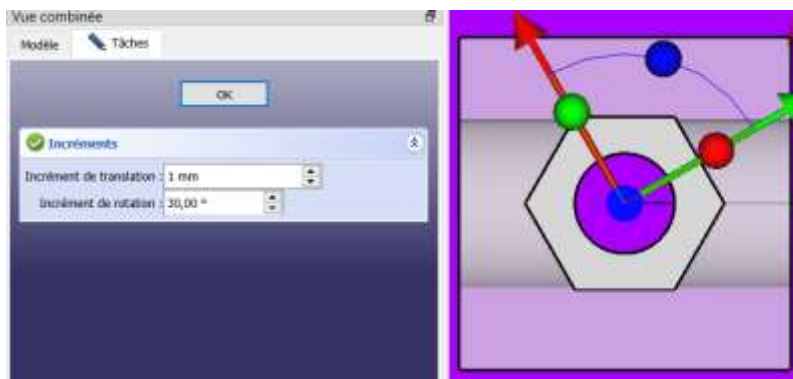 Vue combinée
Modèle
Tâches
OK
Incréments
Incrément de translation : 1 mm
Incrément de rotation : 30,00 °